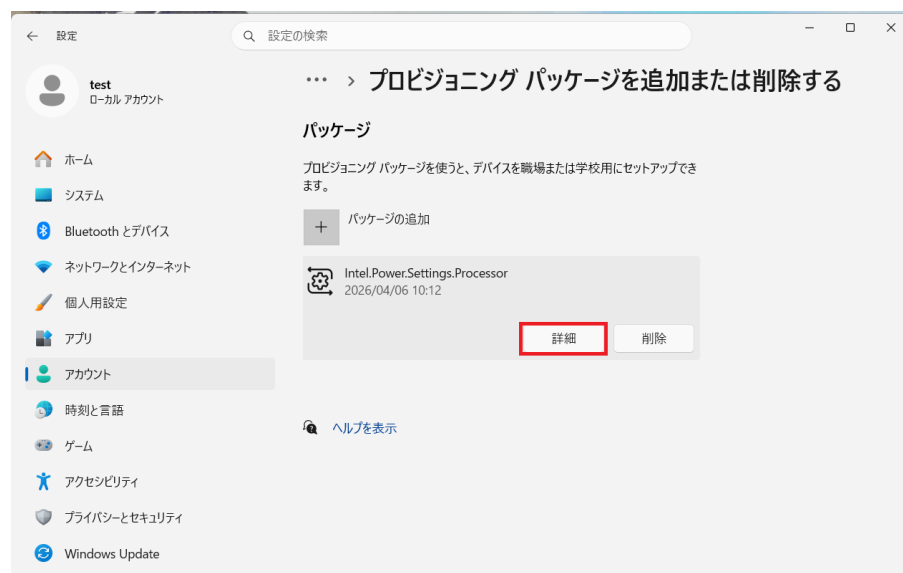 設定
設定の検索
test
ローカル アカウント
ホーム
システム
Bluetooth とデバイス
ネットワークとインターネット
個人用設定
アプリ
アカウント
時刻と言語
ゲーム
アクセシビリティ
プライバシーとセキュリティ
Windows Update
… > プロビジョニング パッケージを追加または削除する
パッケージ
プロビジョニング パッケージを使うと、デバイスを職場または学校用にセットアップでき
ます。
パッケージの追加
Intel.Power.Settings.Processor
2026/04/06 10:12
詳細 削除
ヘルプを表示